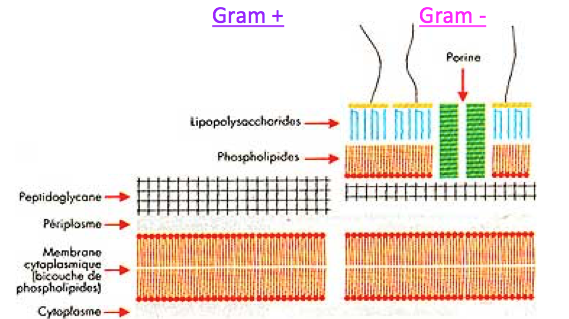 Gram +
Gram -
Porine
Lipopolysaccharides
Phospholipides
Peptidoglycane
Périplasme
Membrane
cytoplasmique
(bicouche de
phospholipides)
Cytoplasme